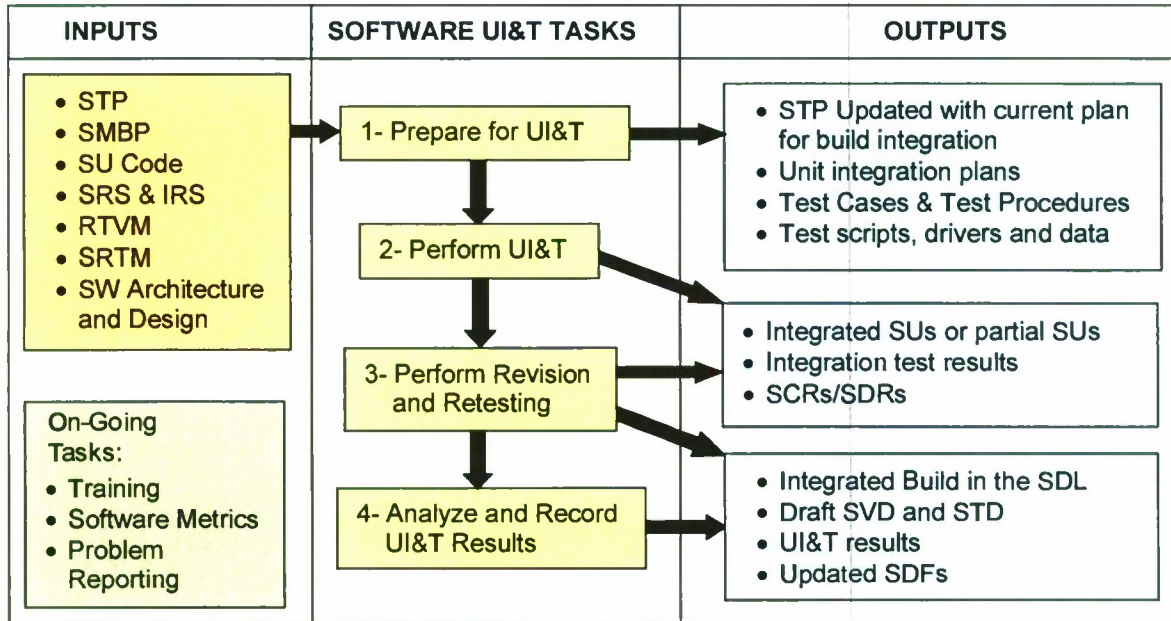 INPUTS
SOFTWARE UI&T TASKS
OUTPUTS
• STP
• SMBP
• SU Code
• SRS & IRS
• RTVM
• SRTM
• SW Architecture
and Design
On-Going
Tasks:
• Training
• Software Metrics
• Problem
Reporting
1- Prepare for UI&T
2- Perform UI&T
3- Perform Revision
and Retesting
4- Analyze and Record
UI&T Results
• STP Updated with current plan
for build integration
• Unit integration plans
• Test Cases & Test Procedures
• Test scripts, drivers and data
• Integrated SUs or partial SUs
• Integration test results
• SCRs/SDRs
• Integrated Build in the SDL
• Draft SVD and STD
• UI&T results
• Updated SDFs